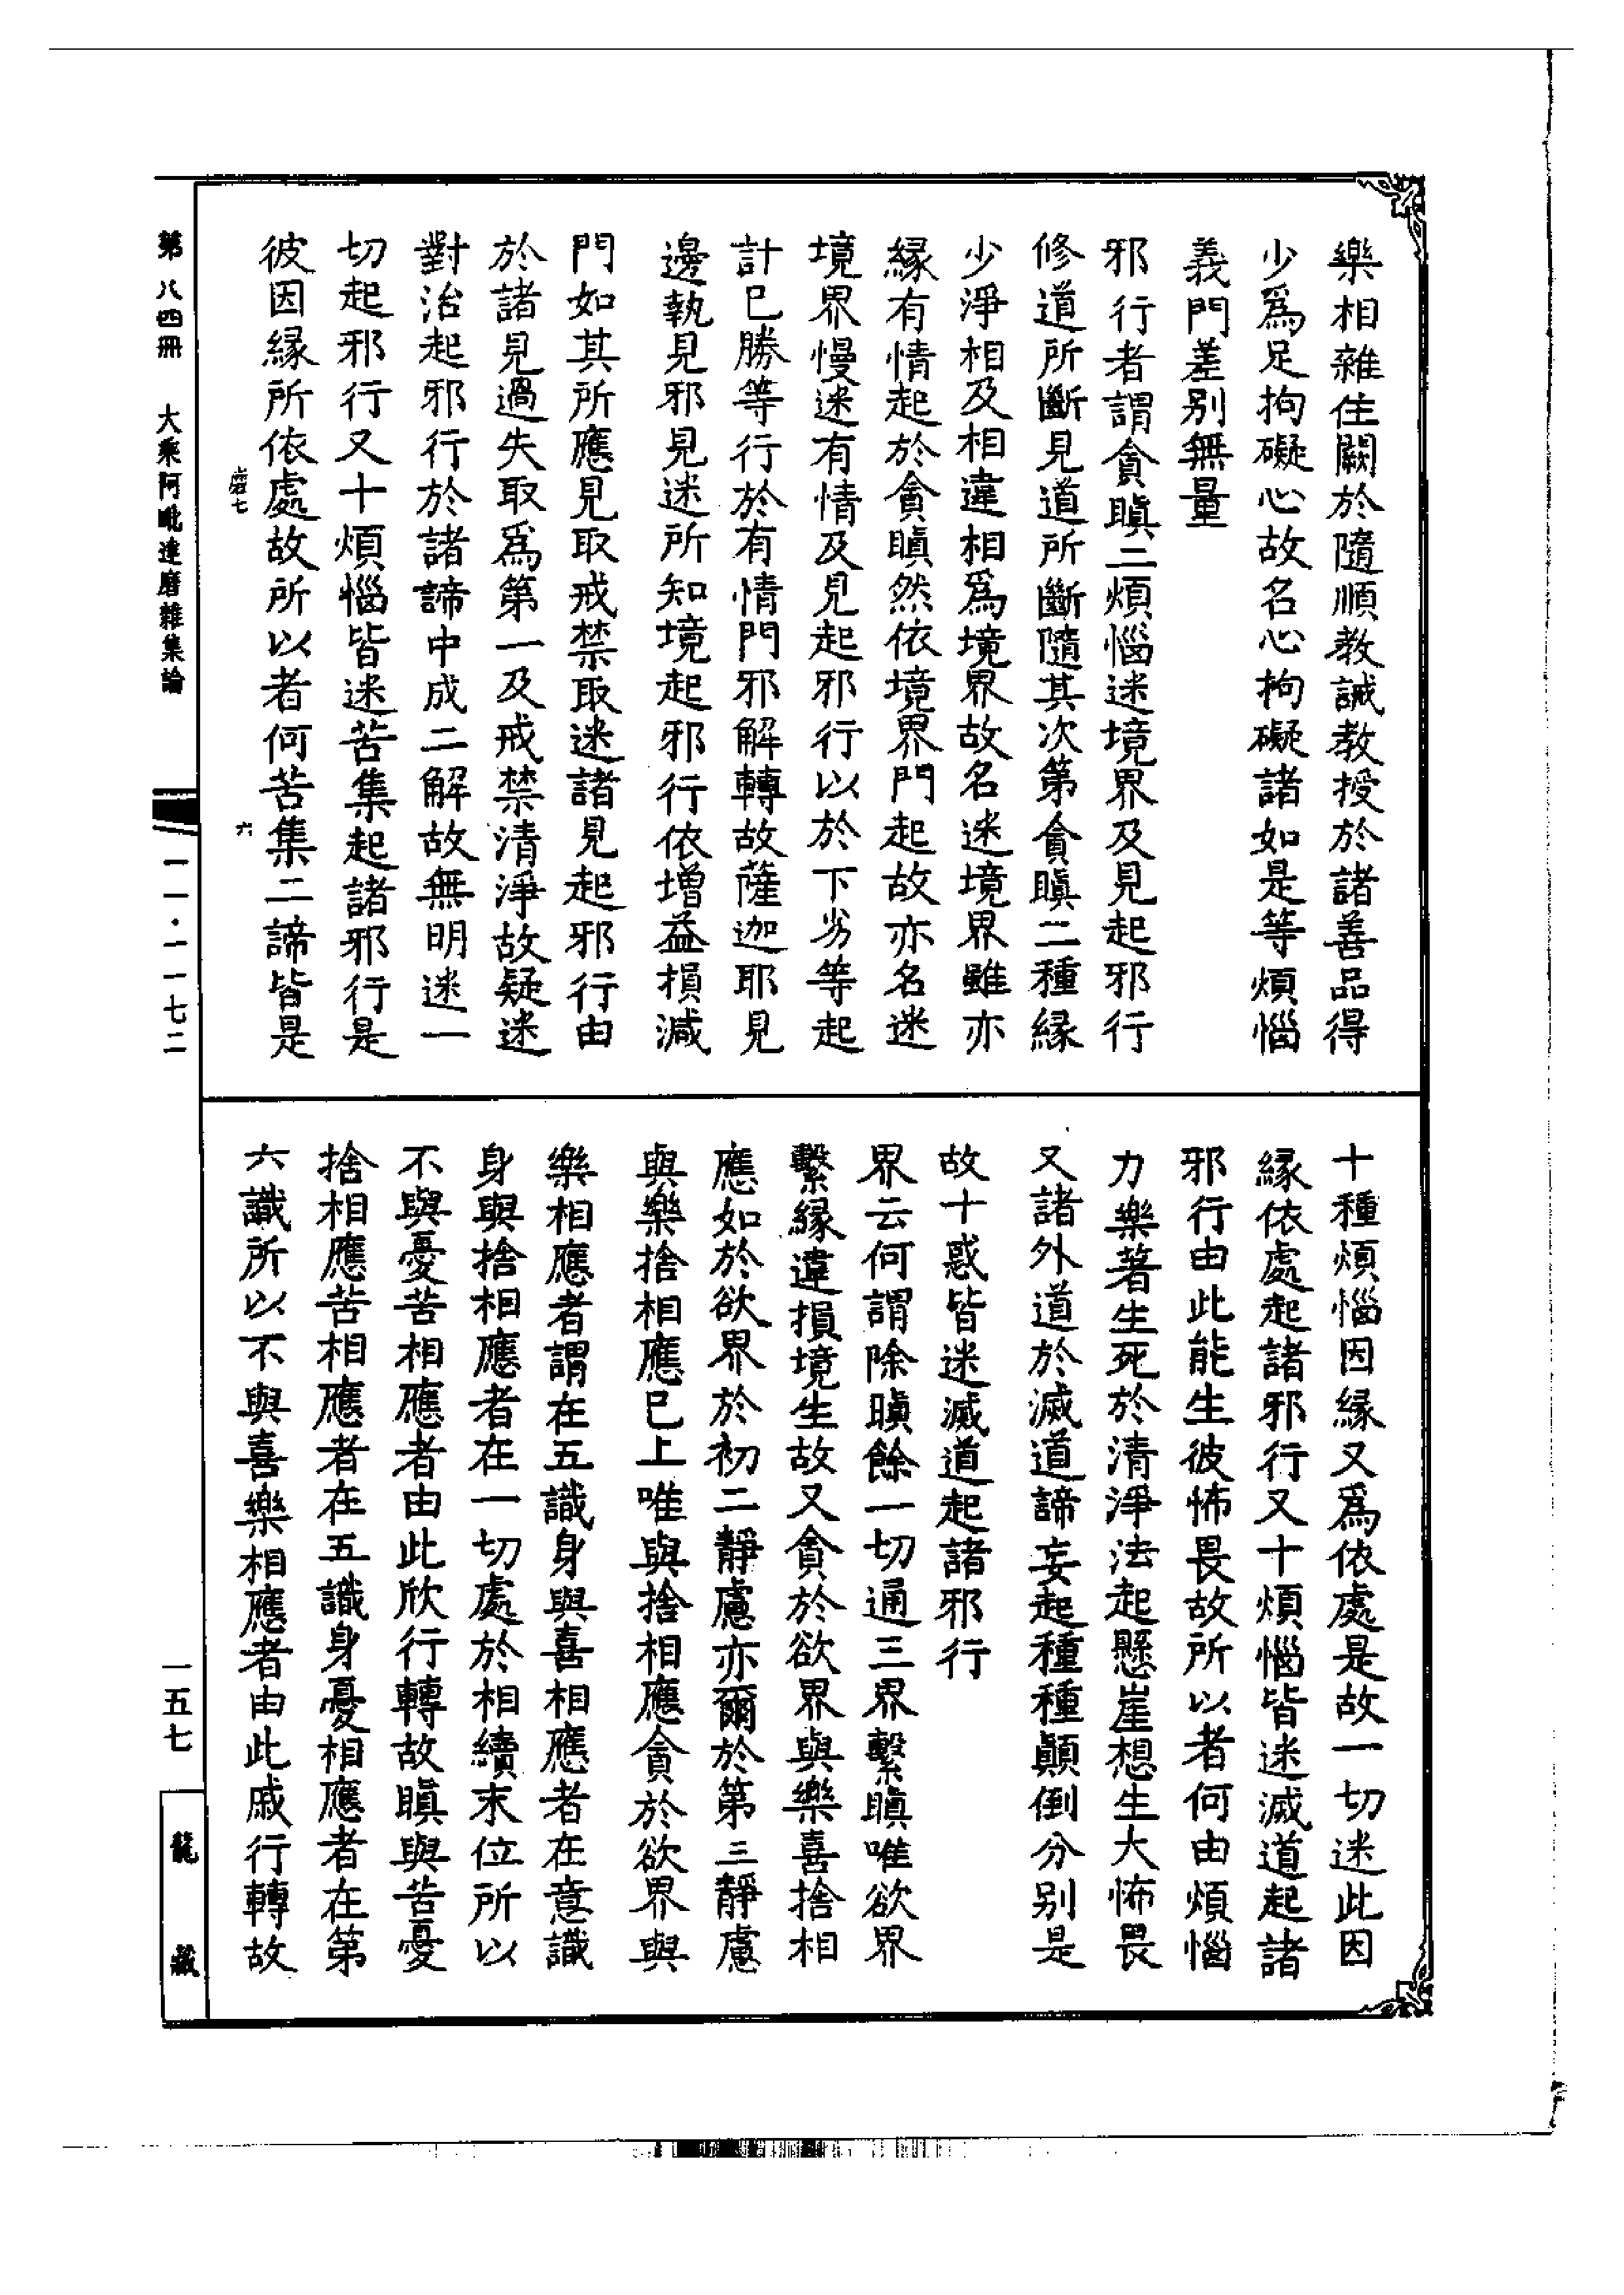 樂相雜住闕於隨順教誡教授於諸善品得
少爲足拘礙心故名心拘礙諸如是等煩惱
義門差別無量
邪行者謂貪瞋二煩惱迷境界及見起邪行
修道所斷見道所斷隨其次第貪瞋二種緣
少淨相及相違相爲境界故名迷境界雖亦
緣有情起於貪瞋然依境界門起故亦名迷
境界慢迷有情及見起邪行以於下劣等起
計已勝等行於有情門邪解轉故薩迦耶見
邊執見邪見迷所知境起邪行依增益損減
門如其所應見取戒禁取迷諸見起邪行由
於諸見過失取爲第一及戒禁清淨故疑迷
對治起邪行於諸諦中成二解故無明迷一
切起邪行又十煩惱皆迷苦集起諸邪行是
彼因緣所依處故所以者何苦集二諦皆是
磨七
六
十種煩惱因緣又爲依處是故一切迷此因
緣依處起諸邪行又十煩惱皆迷滅道起諸
邪行由此能生彼怖畏故所以者何由煩惱
力樂著生死於清淨法起懸崖想生大怖畏
又諸外道於滅道諦妄起種種顛倒分別是
故十惑皆迷滅道起諸邪行
界云何謂除瞋餘一切通三界繫瞋唯欲界
繫緣違損境生故又貪於欲界與樂喜捨相
應如於欲界於初二靜慮亦爾於第三靜慮
與樂捨相應已上唯與捨相應貪於欲界與
樂相應者謂在五識身與喜相應者在意識
身與捨相應者在一切處於相續末位所以
不與憂苦相應者由此欣行轉故瞋與苦憂
捨相應苦相應者在五識身憂相應者在第
六識所以不與喜樂相應者由此慼行轉故
第八四冊 大乘阿毗達磨雜集論
一一·一一七二
一五七
龍藏